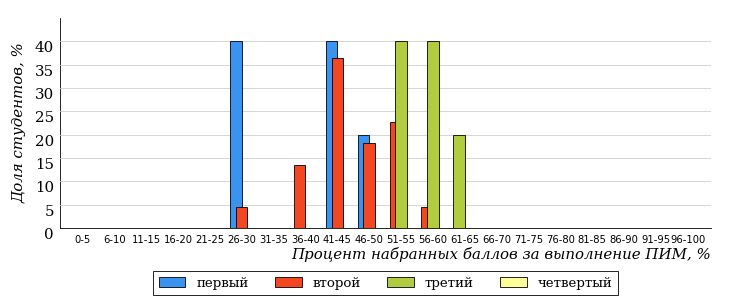 Доля студентов, %
40
35
30
25
20
15
10
5
0
0-5 6-10 11-15 16-20 21-25 26-30 31-35 36-40 41-45 46-50 51-55 56-60 61-65 66-70 71-75 76-80 81-85 86-90 91-95 96-100
Процент набранных баллов за выполнение ПИМ, %
первый второй третий четвертый